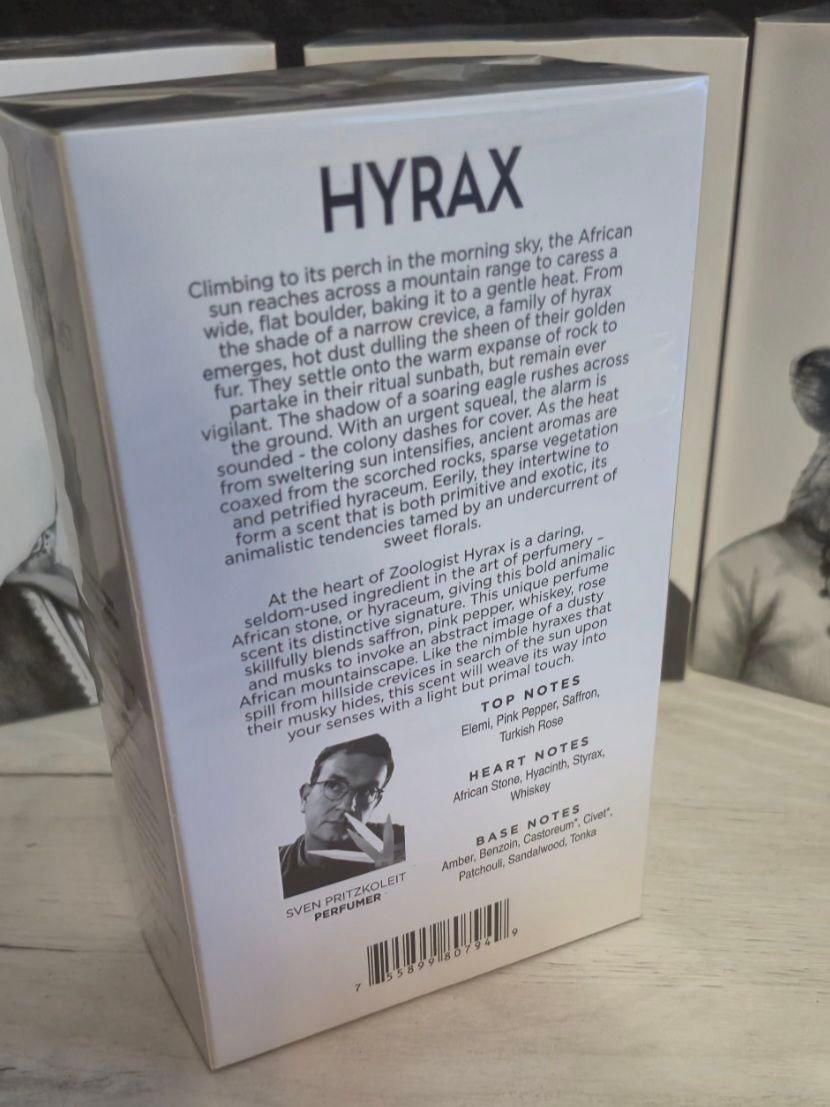 HYRAX
Climbing to its perch in the morning sky, the African
sun reaches across a mountain range to caress a
wide, flat boulder, baking it to a gentle heat. From
the shade of a narrow crevice, a family of hyrax
emerges, hot dust dulling the sheen of their golden
fur. They settle onto the warm expanse of rock to
partake in their ritual sunbath, but remain ever
vigilant. The shadow of a soaring eagle rushes across
the ground. With an urgent squeal, the alarm is
sounded - the colony dashes for cover. As the heat
from sweltering sun intensifies, ancient aromas are
coaxed from the scorched rocks, sparse vegetation
and petrified hyraceum. Eerily, they intertwine to
form a scent that is both primitive and exotic, its
animalistic tendencies tamed by an undercurrent of
sweet florals.
At the heart of Zoologist Hyrax is a daring,
seldom-used ingredient in the art of perfumery –
African stone, or hyraceum, giving this bold animalic
scent its distinctive signature. This unique perfume
skillfully blends saffron, pink pepper, whiskey, rose
and musks to invoke an abstract image of a dusty
African mountainscape. Like the nimble hyraxes that
spill from hillside crevices in search of the sun upon
their musky hides, this scent will weave its way into
your senses with a light but primal touch.
TOP NOTES
Elemi, Pink Pepper, Saffron,
Turkish Rose
HEART NOTES
African Stone, Hyacinth, Styrax,
Whiskey
BASE NOTES
Amber, Benzoin, Castoreum*, Civet*,
Patchouli, Sandalwood, Tonka
SVEN PRITZKOLEIT
PERFUMER
7 55899 80794 9